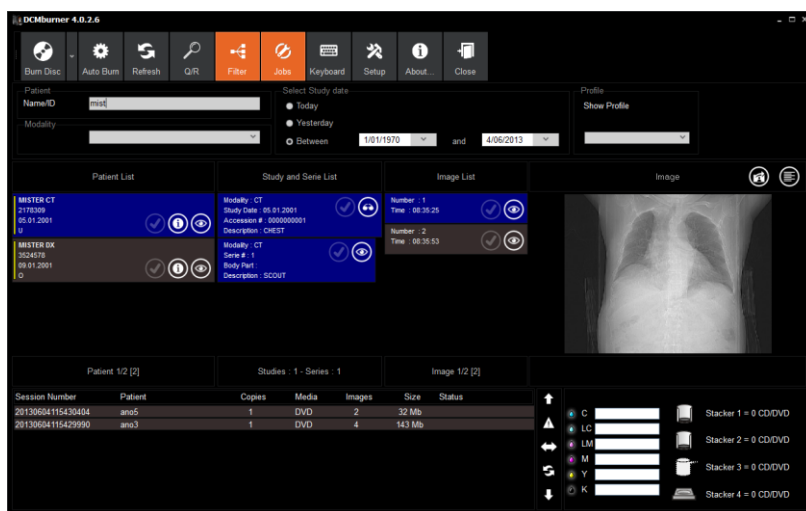 DCMburner 4.0.2.6
Burn Disc Auto Burn Refresh Q/R Filter Jobs Keyboard Setup About... Close
Patient
Name/ID mist
Modality
Select Study date
Today
Yesterday
Between 1/01/1970 and 4/06/2013
Profile
Show Profile
Patient List Study and Serie List Image List Image
MISTER CT
2178309
05.01.2001
U
MISTER DX
3524578
09.01.2001
O
Modality : CT
Study Date : 05.01.2001
Accession # : 0000000001
Description : CHEST
Modality : CT
Serie # : 1
Body Part :
Description : SCOUT
Number : 1
Time : 08:35:25
Number : 2
Time : 08:35:53
Patient 1/2 [2] Studies : 1 - Series : 1 Image 1/2 [2]
Session Number Patient Copies Media Images Size Status
20130604115430404 ano5 1 DVD 2 32 Mb
20130604115429990 ano3 1 DVD 4 143 Mb
C
LC
LM
M
Y
K
Stacker 1 = 0 CD/DVD
Stacker 2 = 0 CD/DVD
Stacker 3 = 0 CD/DVD
Stacker 4 = 0 CD/DVD